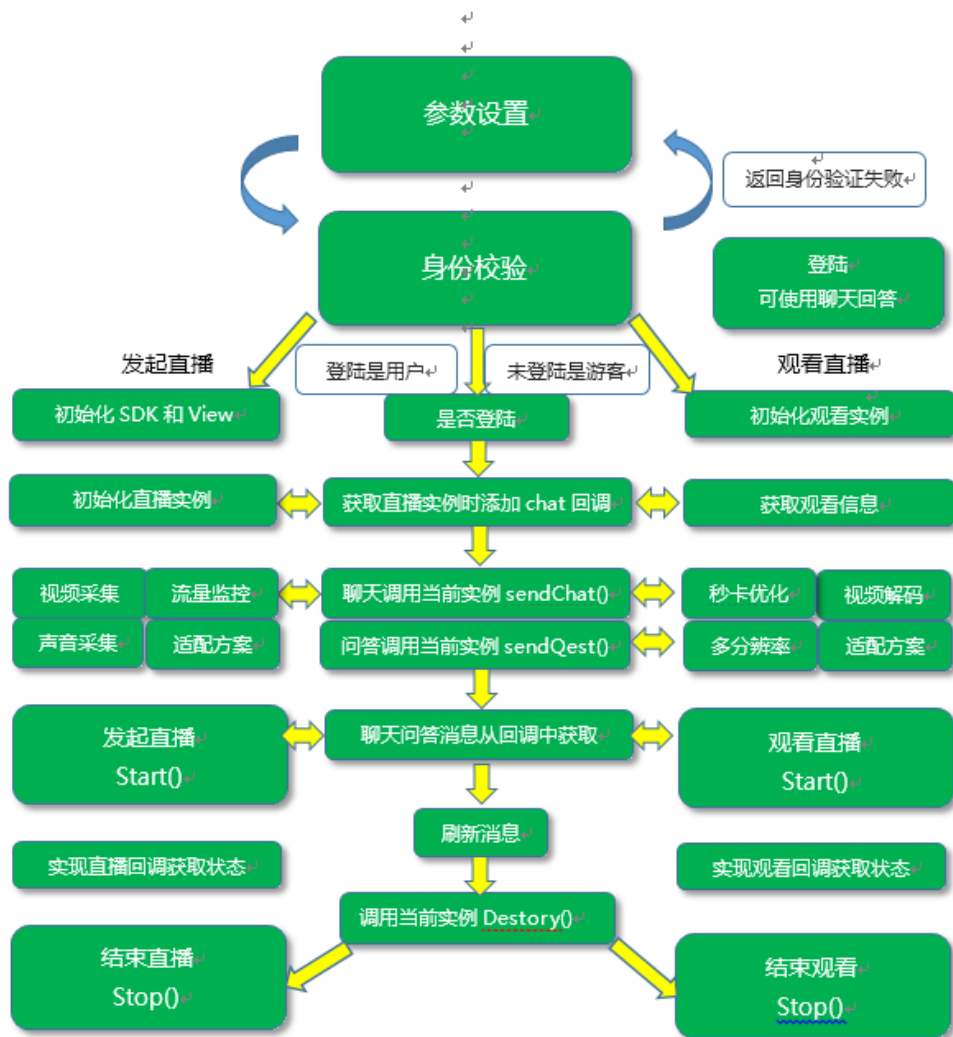 参数设置
返回身份验证失败
身份校验
登陆
可使用聊天回答
发起直播
登陆是用户
未登陆是游客
观看直播
初始化 SDK 和 View
是否登陆
初始化观看实例
初始化直播实例
获取直播实例时添加 chat 回调
获取观看信息
视频采集
流量监控
聊天调用当前实例 sendChat()
秒卡优化
视频解码
声音采集
适配方案
问答调用当前实例 sendQest()
多分辨率
适配方案
发起直播
Start()
聊天问答消息从回调中获取
观看直播
Start()
刷新消息
实现直播回调获取状态
实现观看回调获取状态
调用当前实例 Destory()
结束直播
Stop()
结束观看
Stop()